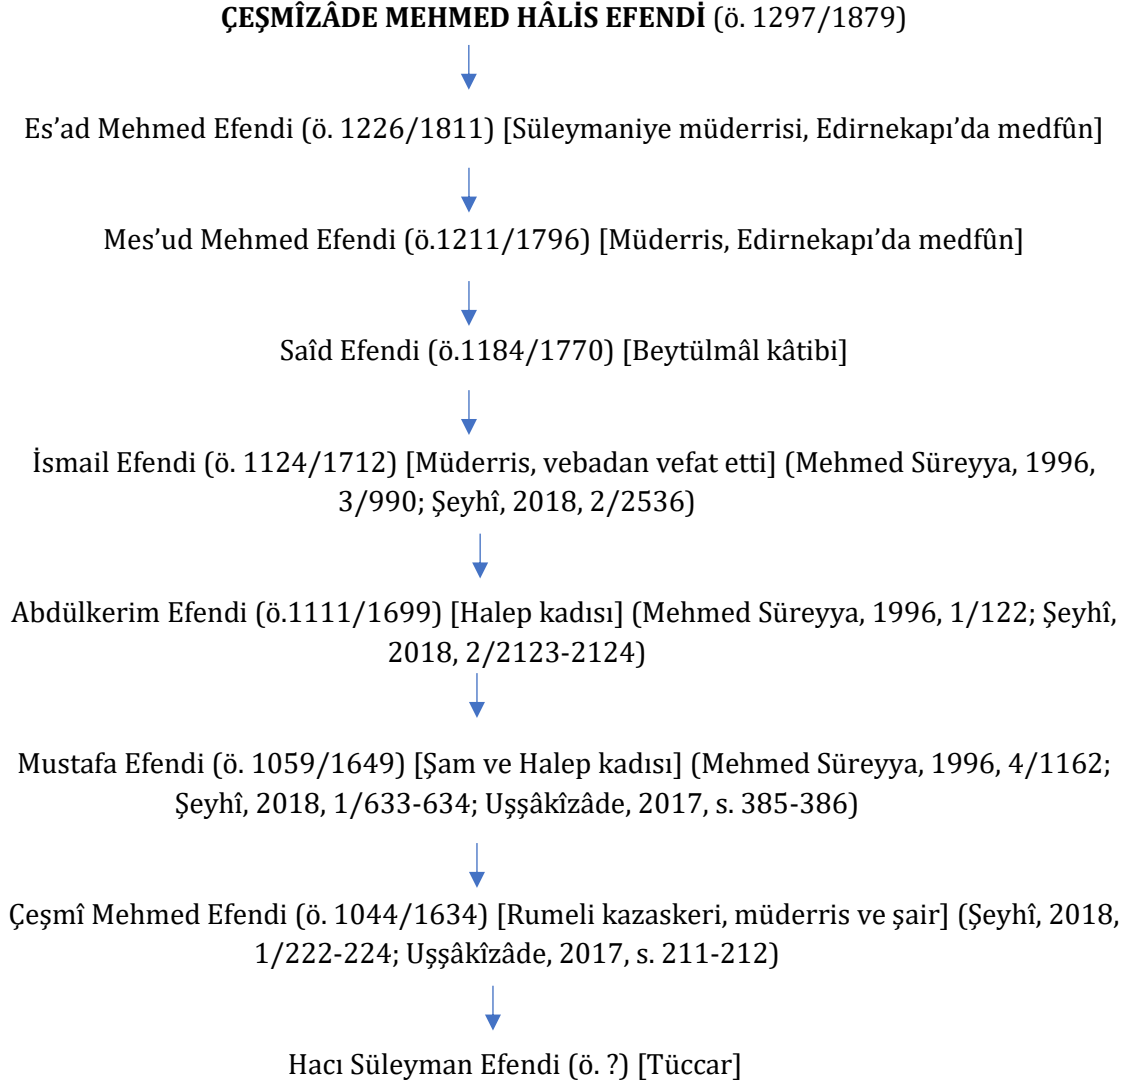 ÇEŞMÎZÂDE MEHMED HÂLİS EFENDİ (ö. 1297/1879)
Es’ad Mehmed Efendi (ö. 1226/1811) [Süleymaniye müderrisi, Edirnekapı’da medfûn]
Mes’ud Mehmed Efendi (ö.1211/1796) [Müderris, Edirnekapı’da medfûn]
Saîd Efendi (ö.1184/1770) [Beytülmâl kâtibi]
İsmail Efendi (ö. 1124/1712) [Müderris, vebadan vefat etti] (Mehmed Süreyya, 1996,
3/990; Şeyhî, 2018, 2/2536)
Abdülkerim Efendi (ö.1111/1699) [Halep kadısı] (Mehmed Süreyya, 1996, 1/122; Şeyhî,
2018, 2/2123-2124)
Mustafa Efendi (ö. 1059/1649) [Şam ve Halep kadısı] (Mehmed Süreyya, 1996, 4/1162;
Şeyhî, 2018, 1/633-634; Uşşâkîzâde, 2017, s. 385-386)
Çeşmî Mehmed Efendi (ö. 1044/1634) [Rumeli kazaskeri, müderris ve şair] (Şeyhî, 2018,
1/222-224; Uşşâkîzâde, 2017, s. 211-212)
Hacı Süleyman Efendi (ö. ?) [Tüccar]